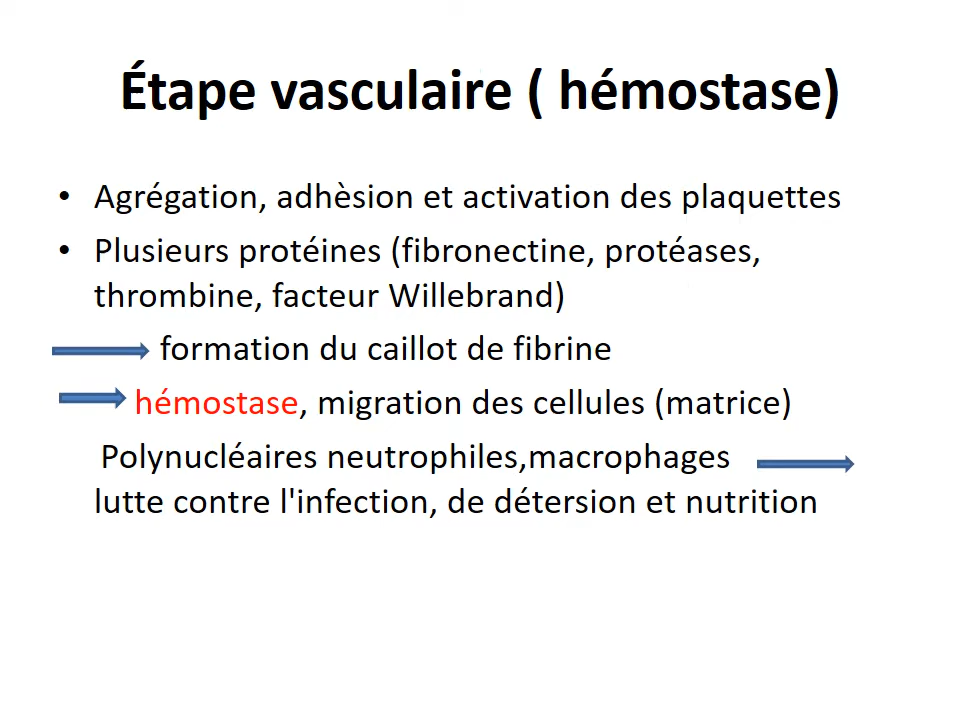 Étape vasculaire ( hémostase)
• Agrégation, adhèsion et activation des plaquettes
• Plusieurs protéines (fibronectine, protéases,
thrombine, facteur Willebrand)
formation du caillot de fibrine
hémostase, migration des cellules (matrice)
Polynucléaires neutrophiles,macrophages
lutte contre l'infection, de détersion et nutrition